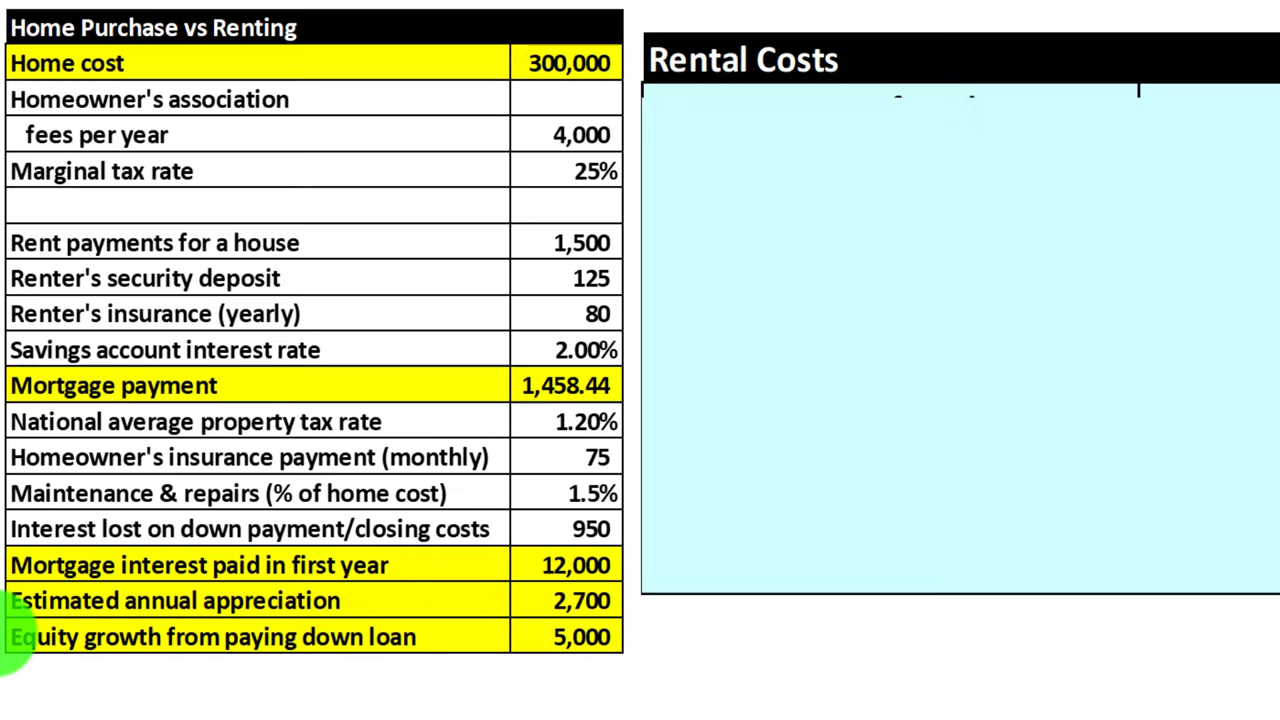 Home Purchase vs Renting
Home cost 300,000
Homeowner's association
fees per year 4,000
Marginal tax rate 25%
Rent payments for a house 1,500
Renter's security deposit 125
Renter's insurance (yearly) 80
Savings account interest rate 2.00%
Mortgage payment 1,458.44
National average property tax rate 1.20%
Homeowner's insurance payment (monthly) 75
Maintenance & repairs (% of home cost) 1.5%
Interest lost on down payment/closing costs 950
Mortgage interest paid in first year 12,000
Estimated annual appreciation 2,700
Equity growth from paying down loan 5,000
Rental Costs